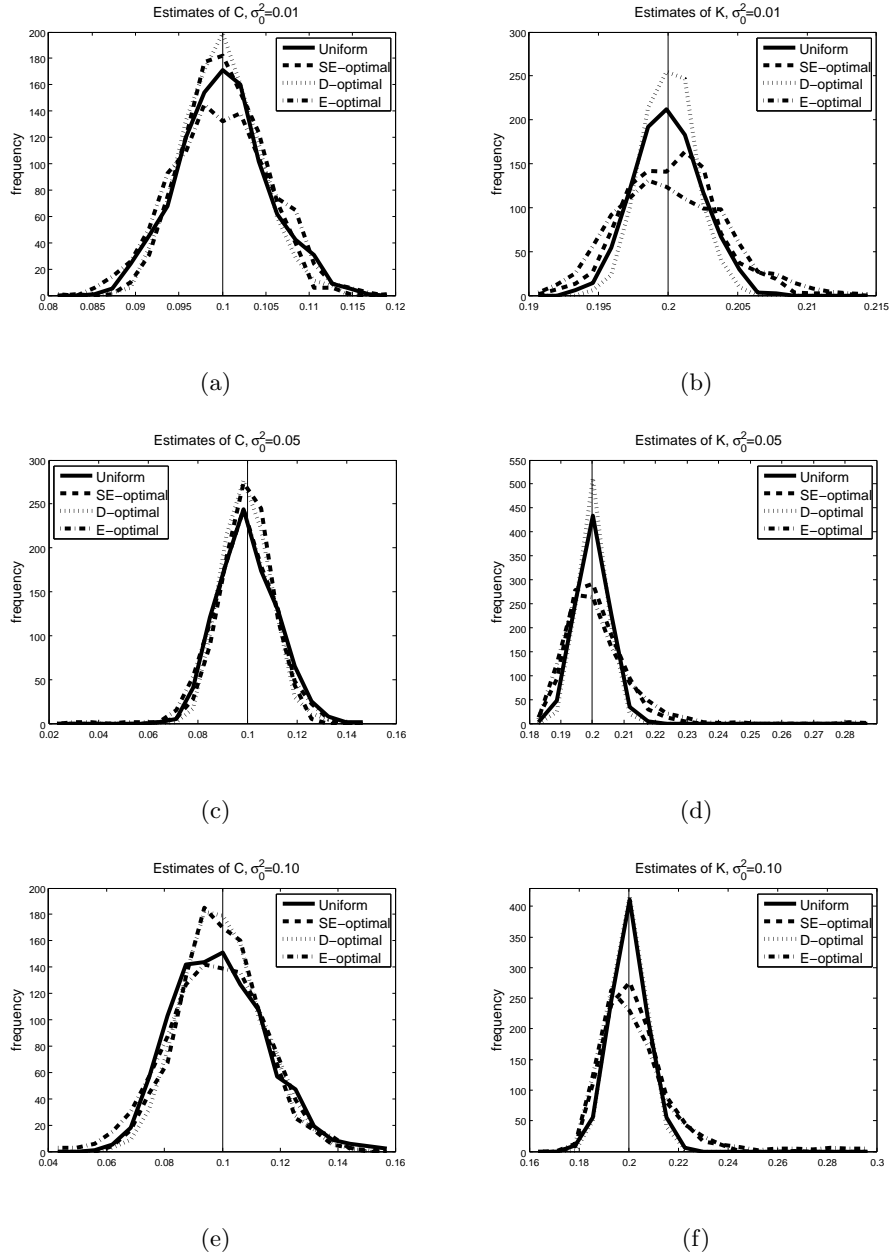 Estimates of C, σ₀²=0.01
frequency
200
180
160
140
120
100
80
60
40
20
0
0.08 0.085 0.09 0.095 0.1 0.105 0.11 0.115 0.12
Uniform
SE−optimal
D−optimal
E−optimal
(a)
Estimates of K, σ₀²=0.01
frequency
300
250
200
150
100
50
0
0.19 0.195 0.2 0.205 0.21 0.215
Uniform
SE−optimal
D−optimal
E−optimal
(b)
Estimates of C, σ₀²=0.05
frequency
300
250
200
150
100
50
0
0.02 0.04 0.06 0.08 0.1 0.12 0.14 0.16
Uniform
SE−optimal
D−optimal
E−optimal
(c)
Estimates of K, σ₀²=0.05
frequency
550
500
450
400
350
300
250
200
150
100
50
0
0.18 0.19 0.2 0.21 0.22 0.23 0.24 0.25 0.26 0.27 0.28
Uniform
SE−optimal
D−optimal
E−optimal
(d)
Estimates of C, σ₀²=0.10
frequency
200
180
160
140
120
100
80
60
40
20
0
0.04 0.06 0.08 0.1 0.12 0.14 0.16
Uniform
SE−optimal
D−optimal
E−optimal
(e)
Estimates of K, σ₀²=0.10
frequency
400
350
300
250
200
150
100
50
0
0.16 0.18 0.2 0.22 0.24 0.26 0.28 0.3
Uniform
SE−optimal
D−optimal
E−optimal
(f)